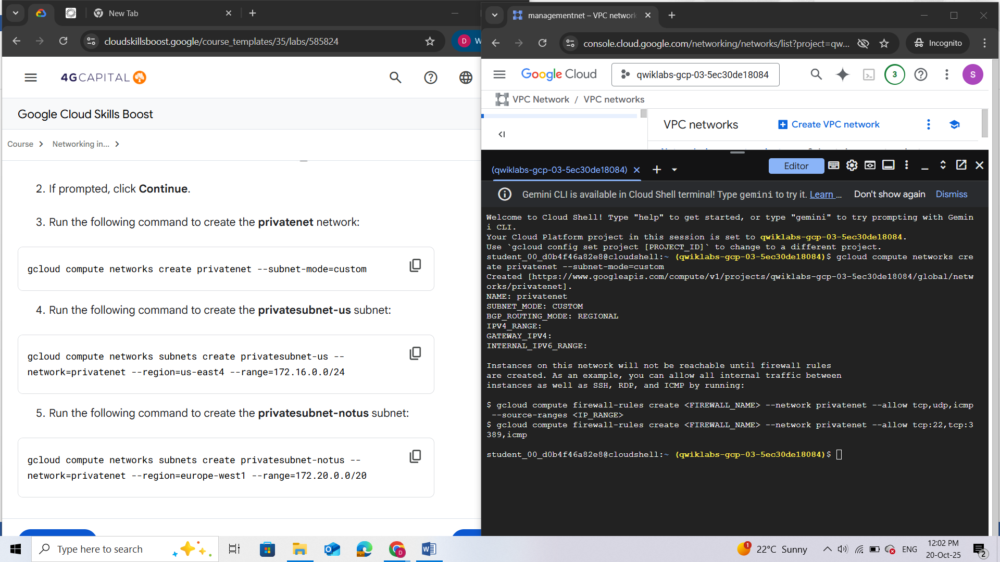 New Tab
cloudskillsboost.google/course_templates/35/labs/585824
D W
4GCAPITAL
Google Cloud Skills Boost
Course > Networking in... >
2. If prompted, click Continue.
3. Run the following command to create the privatenet network:
gcloud compute networks create privatenet --subnet-mode=custom
4. Run the following command to create the privatesubnet-us subnet:
gcloud compute networks subnets create privatesubnet-us --
network=privatenet --region=us-east4 --range=172.16.0.0/24
5. Run the following command to create the privatesubnet-notus subnet:
gcloud compute networks subnets create privatesubnet-notus --
network=privatenet --region=europe-west1 --range=172.20.0.0/20
managementnet – VPC network
console.cloud.google.com/networking/networks/list?project=qw...
Incognito
Google Cloud
qwiklabs-gcp-03-5ec30de18084
3
S
VPC Network / VPC networks
VPC networks
Create VPC network
(qwiklabs-gcp-03-5ec30de18084)
Editor
Gemini CLI is available in Cloud Shell terminal! Type gemini to try it. Learn ... Don't show again Dismiss
Welcome to Cloud Shell! Type "help" to get started, or type "gemini" to try prompting with Gemin
i CLI.
Your Cloud Platform project in this session is set to qwiklabs-gcp-03-5ec30de18084.
Use `gcloud config set project [PROJECT_ID]` to change to a different project.
student_00_d0b4f46a82e8@cloudshell:~ (qwiklabs-gcp-03-5ec30de18084)$ gcloud compute networks cre
ate privatenet --subnet-mode=custom
Created [https://www.googleapis.com/compute/v1/projects/qwiklabs-gcp-03-5ec30de18084/global/netw
orks/privatenet].
NAME: privatenet
SUBNET_MODE: CUSTOM
BGP_ROUTING_MODE: REGIONAL
IPV4_RANGE:
GATEWAY_IPV4:
INTERNAL_IPV6_RANGE:
Instances on this network will not be reachable until firewall rules
are created. As an example, you can allow all internal traffic between
instances as well as SSH, RDP, and ICMP by running:
$ gcloud compute firewall-rules create <FIREWALL_NAME> --network privatenet --allow tcp,udp,icmp
--source-ranges <IP_RANGE>
$ gcloud compute firewall-rules create <FIREWALL_NAME> --network privatenet --allow tcp:22,tcp:3
389,icmp
student_00_d0b4f46a82e8@cloudshell:~ (qwiklabs-gcp-03-5ec30de18084)$
Type here to search
1
22°C Sunny
ENG
12:02 PM
20-Oct-25
2